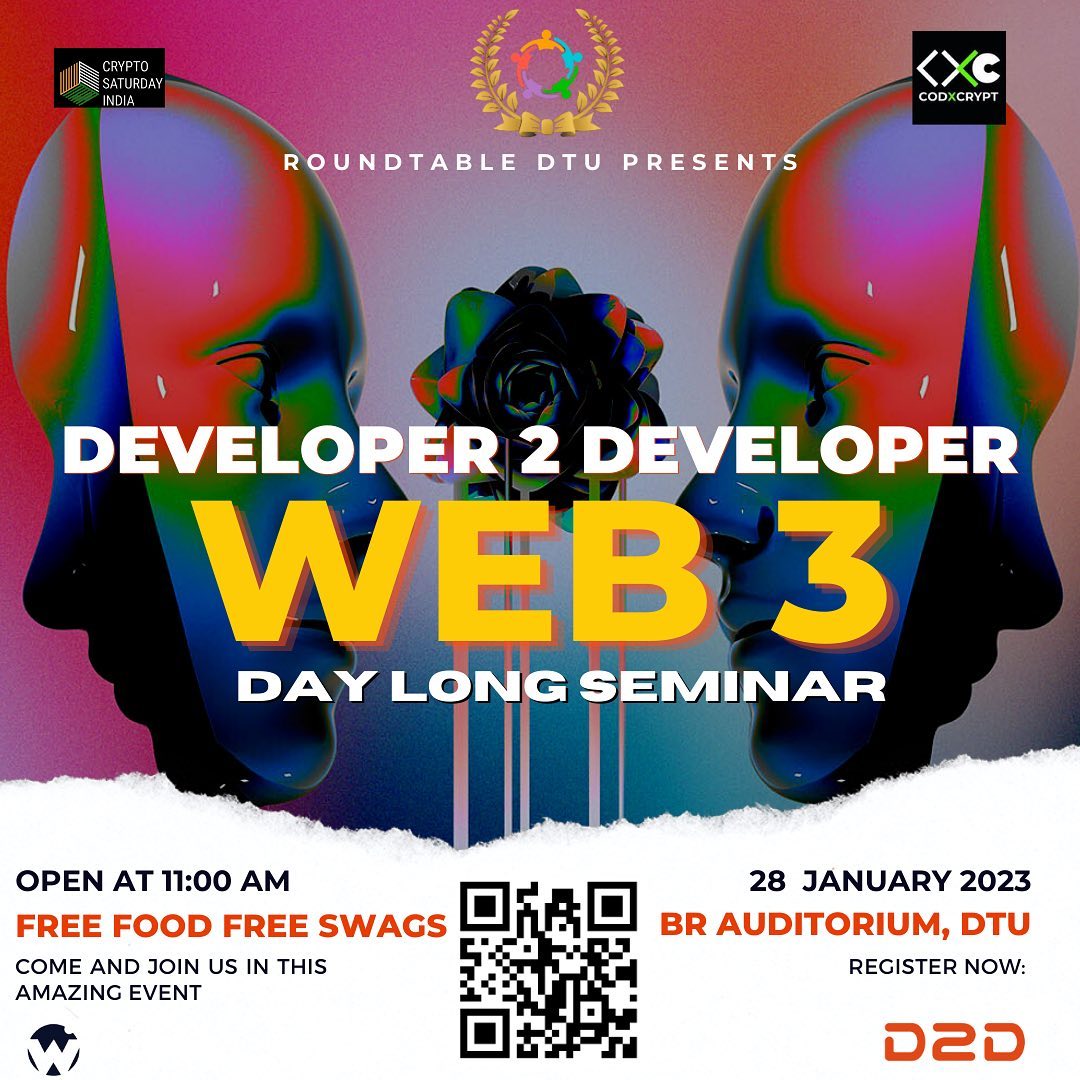 CRYPTO
SATURDAY
INDIA
CXC
CODXCRYPT
ROUNDTABLE DTU PRESENTS
DEVELOPER 2 DEVELOPER
WEB 3
DAY LONG SEMINAR
OPEN AT 11:00 AM
FREE FOOD FREE SWAGS
COME AND JOIN US IN THIS
AMAZING EVENT
28 JANUARY 2023
BR AUDITORIUM, DTU
REGISTER NOW:
W
D2D